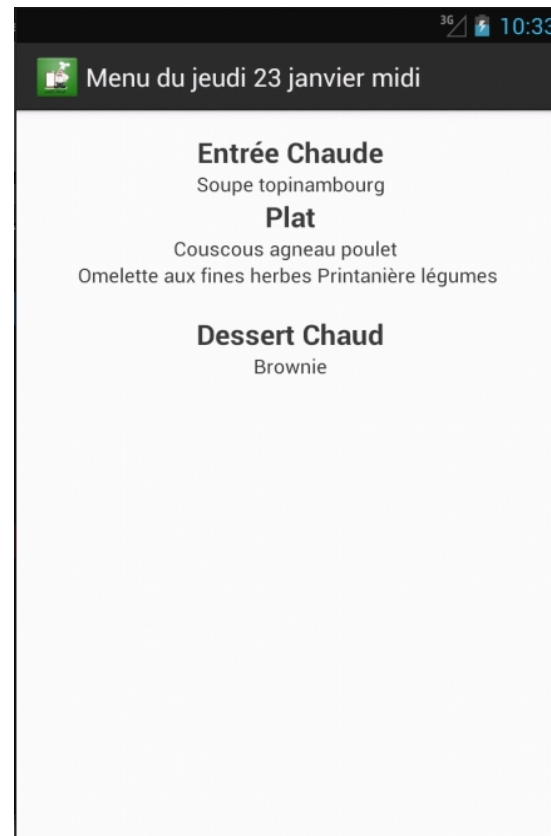 3G 10:33
Menu du jeudi 23 janvier midi
Entrée Chaude
Soupe topinambourg
Plat
Couscous agneau poulet
Omelette aux fines herbes Printanière légumes
Dessert Chaud
Brownie